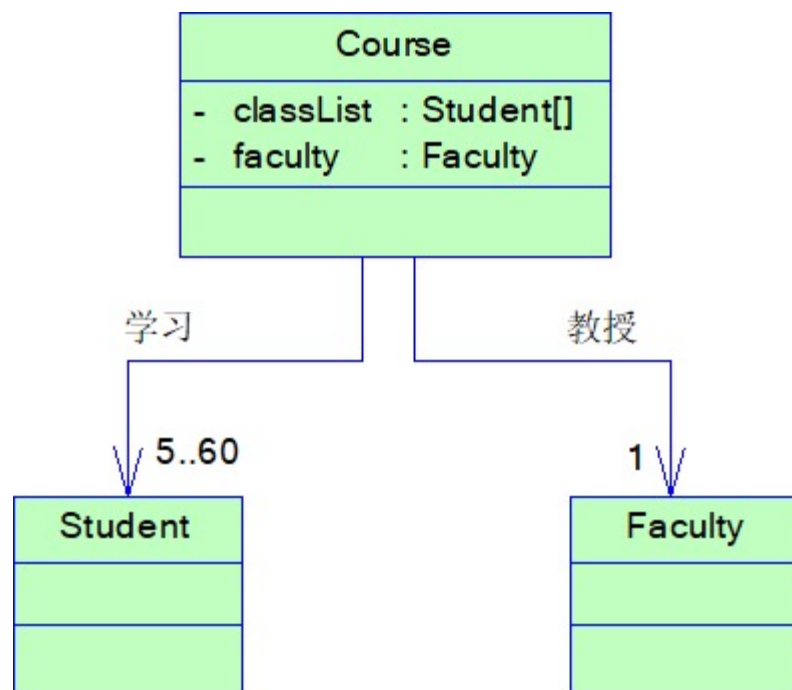 Course
- classList : Student[]
- faculty : Faculty
学习
教授
5..60
1
Student
Faculty